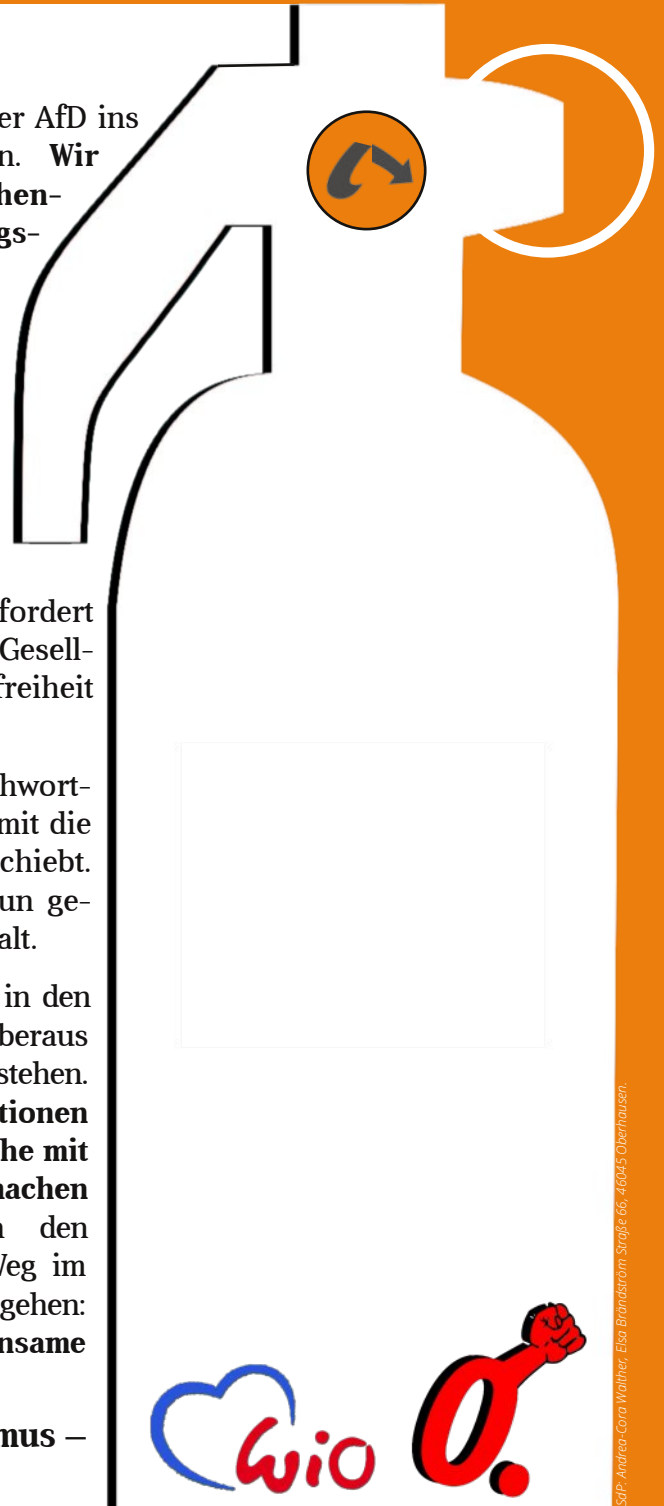 er AfD ins
n. Wir
hen-
gs-
fordert
Gesell-
freiheit
hwort-
mit die
chiebt.
un ge-
alt.
in den
beraus
stehen.
tionen
he mit
machen
den
Weg im
gehen:
nsame
mus –
WiO
O.
SdP: Andrea-Cora Walther, Elsa Brändström Straße 66, 46045 Oberhausen.